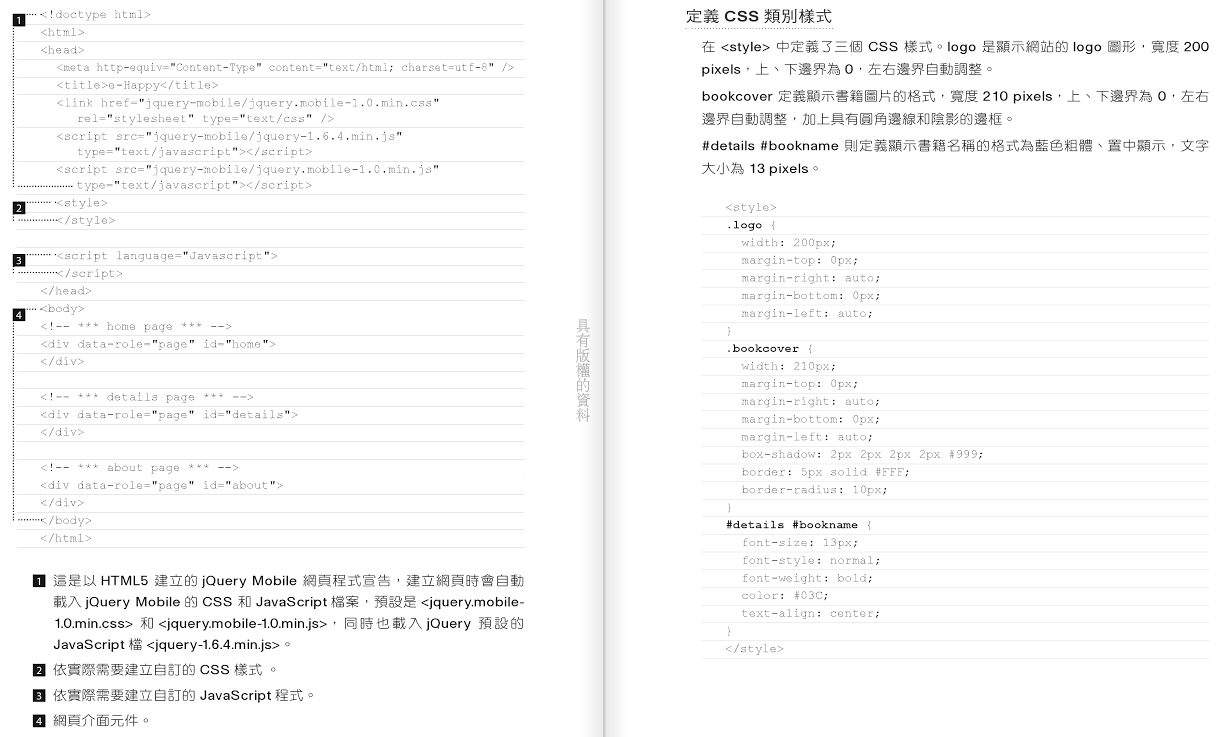 1 <!doctype html>
<html>
<head>
<meta http-equiv="Content-Type" content="text/html; charset=utf-8" />
<title>e-Happy</title>
<link href="jquery-mobile/jquery.mobile-1.0.min.css"
rel="stylesheet" type="text/css" />
<script src="jquery-mobile/jquery-1.6.4.min.js"
type="text/javascript"></script>
<script src="jquery-mobile/jquery.mobile-1.0.min.js"
type="text/javascript"></script>
2 <style>
</style>
3 <script language="Javascript">
</script>
</head>
4 <body>
<!-- *** home page *** -->
<div data-role="page" id="home">
</div>
<!-- *** details page *** -->
<div data-role="page" id="details">
</div>
<!-- *** about page *** -->
<div data-role="page" id="about">
</div>
</body>
</html>
1 這是以 HTML5 建立的 jQuery Mobile 網頁程式宣告，建立網頁時會自動
載入 jQuery Mobile 的 CSS 和 JavaScript 檔案，預設是 <jquery.mobile-
1.0.min.css> 和 <jquery.mobile-1.0.min.js>，同時也載入 jQuery 預設的
JavaScript 檔 <jquery-1.6.4.min.js>。
2 依實際需要建立自訂的 CSS 樣式 。
3 依實際需要建立自訂的 JavaScript 程式。
4 網頁介面元件。
具有版權的資料
定義 CSS 類別樣式
在 <style> 中定義了三個 CSS 樣式。logo 是顯示網站的 logo 圖形，寬度 200
pixels，上、下邊界為 0，左右邊界自動調整。
bookcover 定義顯示書籍圖片的格式，寬度 210 pixels，上、下邊界為 0，左右
邊界自動調整，加上具有圓角邊線和陰影的邊框。
#details #bookname 則定義顯示書籍名稱的格式為藍色粗體、置中顯示，文字
大小為 13 pixels。
<style>
.logo {
width: 200px;
margin-top: 0px;
margin-right: auto;
margin-bottom: 0px;
margin-left: auto;
}
.bookcover {
width: 210px;
margin-top: 0px;
margin-right: auto;
margin-bottom: 0px;
margin-left: auto;
box-shadow: 2px 2px 2px 2px #999;
border: 5px solid #FFF;
border-radius: 10px;
}
#details #bookname {
font-size: 13px;
font-style: normal;
font-weight: bold;
color: #03C;
text-align: center;
}
</style>